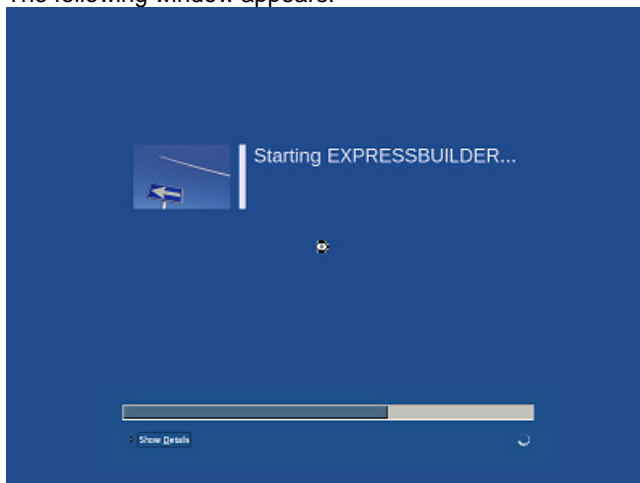 The following window appears:
Starting EXPRESSBUILDER...
Show Details